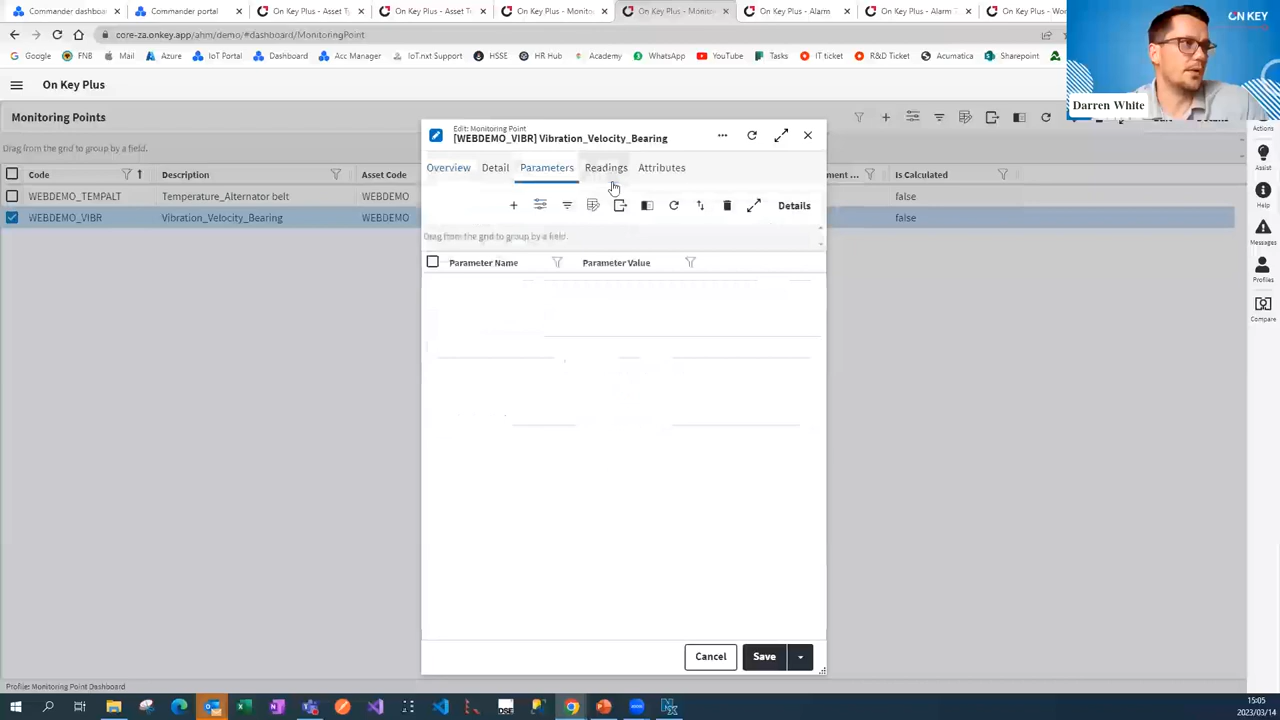 Commander dashbo
Commander portal
On Key Plus - Asset Ty
On Key Plus - Asset T
On Key Plus - Monito
On Key Plus - Monito
On Key Plus - Alarm
On Key Plus - Alarm T
On Key Plus - Wo
core-za.onkey.app/ahm/demo/#dashboard/MonitoringPoint
Google
FNB
Mail
Azure
IoT Portal
Dashboard
Acc Manager
IoT.nxt Support
HSSE
HR Hub
Academy
WhatsApp
YouTube
Tasks
IT ticket
R&D Ticket
Acumatica
Sharepoint
ON KEY
Darren White
On Key Plus
Monitoring Points
Drag from the grid to group by a field.
Code
Description
Asset Code
ment ...
Is Calculated
WEBDEMO_TEMPALT
Temperature_Alternator belt
WEBDEMO
false
WEBDEMO_VIBR
Vibration_Velocity_Bearing
WEBDEMO
false
Edit: Monitoring Point
[WEBDEMO_VIBR] Vibration_Velocity_Bearing
Overview
Detail
Parameters
Readings
Attributes
Details
Drag from the grid to group by a field.
Parameter Name
Parameter Value
Cancel
Save
Actions
Assist
Help
Messages
Profiles
Compare
Profile: Monitoring Point Dashboard
15:05
2023/03/14